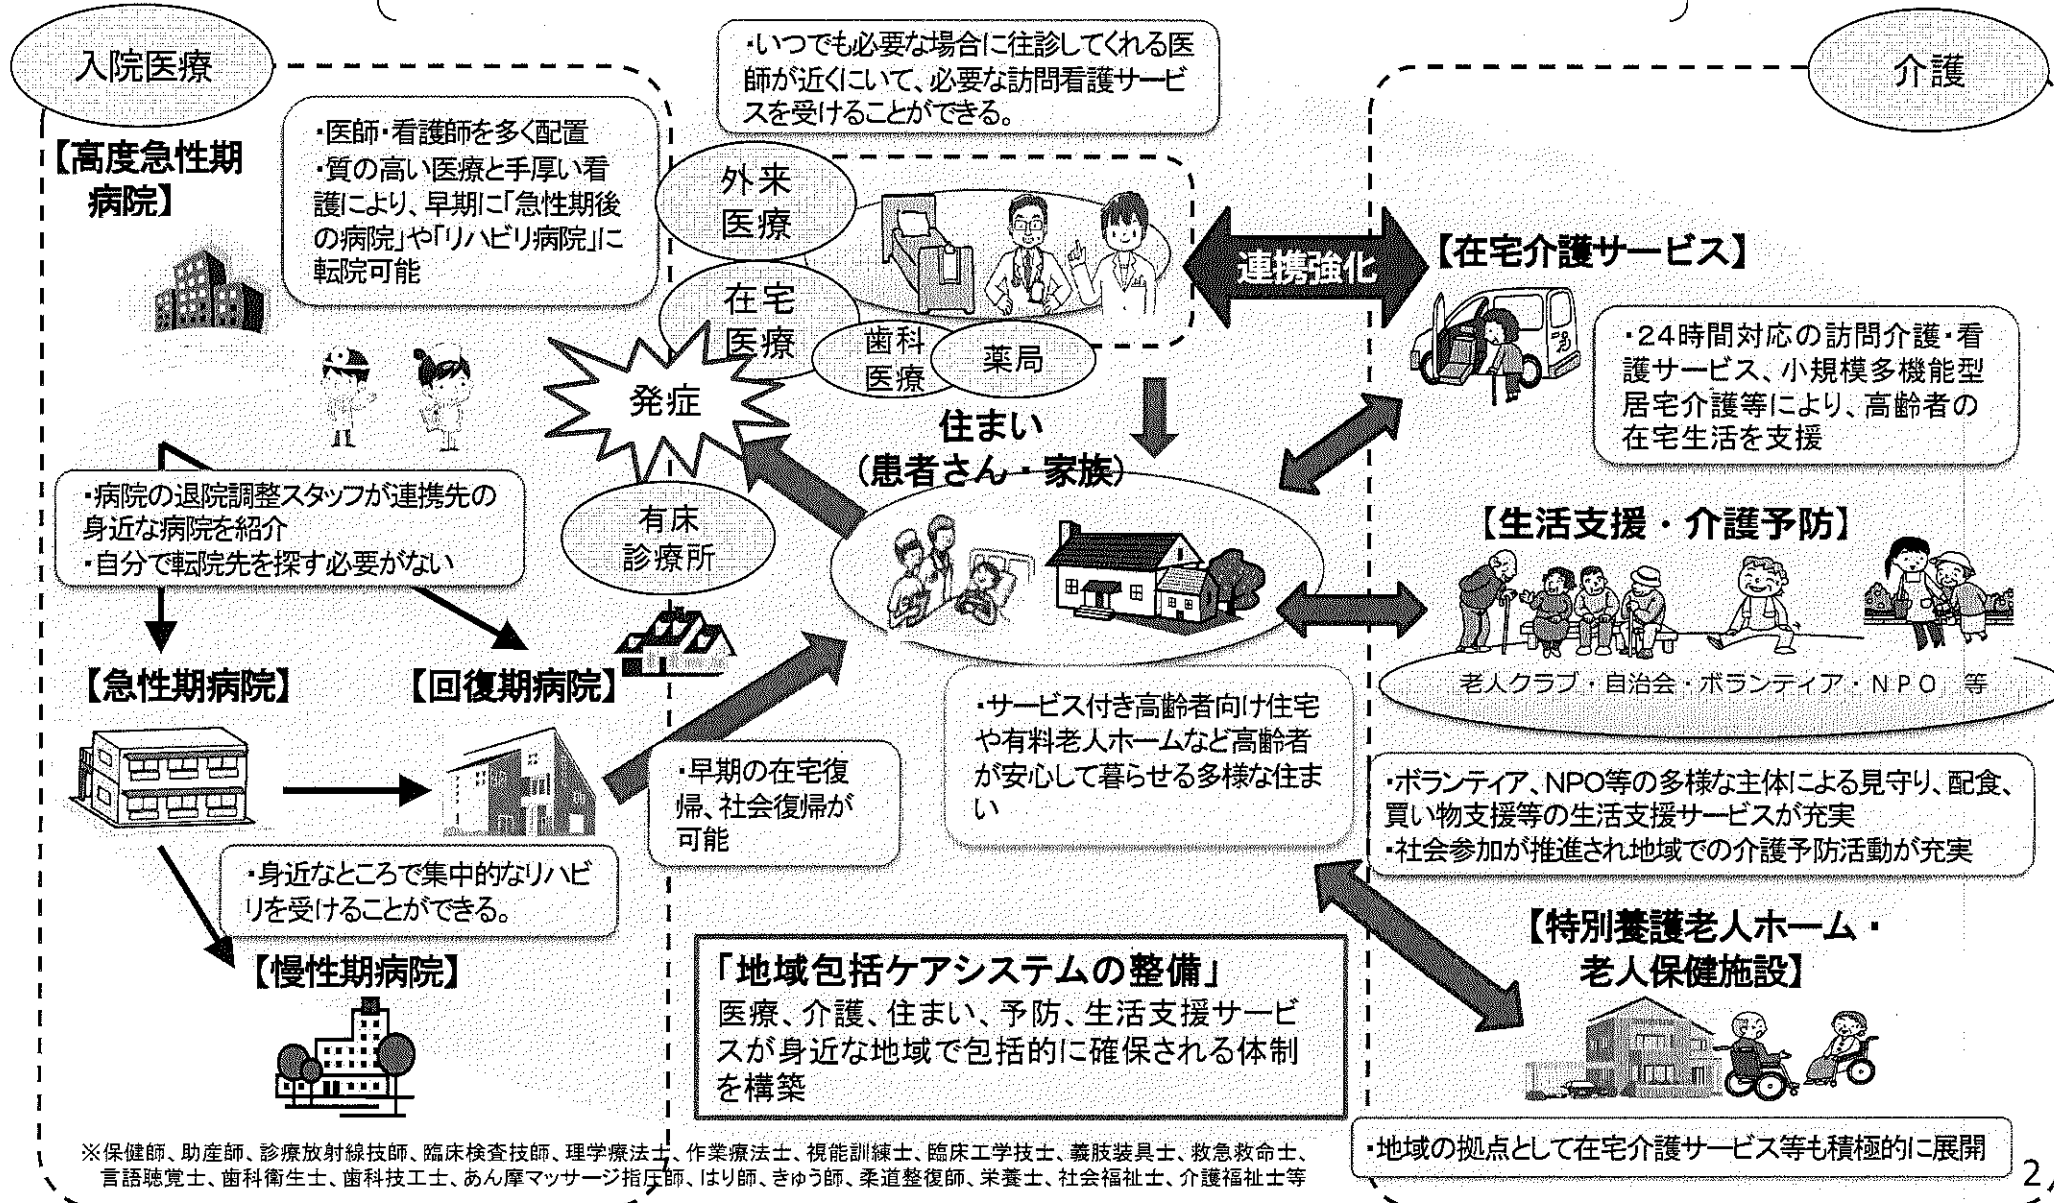 入院医療
【高度急性期
病院】
・医師・看護師を多く配置
・質の高い医療と手厚い看
護により、早期に「急性期後
の病院」や「リハビリ病院」に
転院可能
・病院の退院調整スタッフが連携先の
身近な病院を紹介
・自分で転院先を探す必要がない
【急性期病院】
【回復期病院】
・身近なところで集中的なリハビ
リを受けることができる。
【慢性期病院】
・いつでも必要な場合に往診してくれる医
師が近くにいて、必要な訪問看護サービ
スを受けることができる。
外来
医療
在宅
医療
歯科
医療
薬局
発症
有床
診療所
住まい
(患者さん・家族)
・早期の在宅復
帰、社会復帰が
可能
・サービス付き高齢者向け住宅
や有料老人ホームなど高齢者
が安心して暮らせる多様な住ま
い
「地域包括ケアシステムの整備」
医療、介護、住まい、予防、生活支援サービ
スが身近な地域で包括的に確保される体制
を構築
連携強化
介護
【在宅介護サービス】
・24時間対応の訪問介護・看
護サービス、小規模多機能型
居宅介護等により、高齢者の
在宅生活を支援
【生活支援・介護予防】
老人クラブ・自治会・ボランティア・NPO 等
・ボランティア、NPO等の多様な主体による見守り、配食、
買い物支援等の生活支援サービスが充実
・社会参加が推進され地域での介護予防活動が充実
【特別養護老人ホーム・
老人保健施設】
・地域の拠点として在宅介護サービス等も積極的に展開
※保健師、助産師、診療放射線技師、臨床検査技師、理学療法士、作業療法士、視能訓練士、臨床工学技士、義肢装具士、救急救命士、
言語聴覚士、歯科衛生士、歯科技工士、あん摩マッサージ指圧師、はり師、きゅう師、柔道整復師、栄養士、社会福祉士、介護福祉士等
2